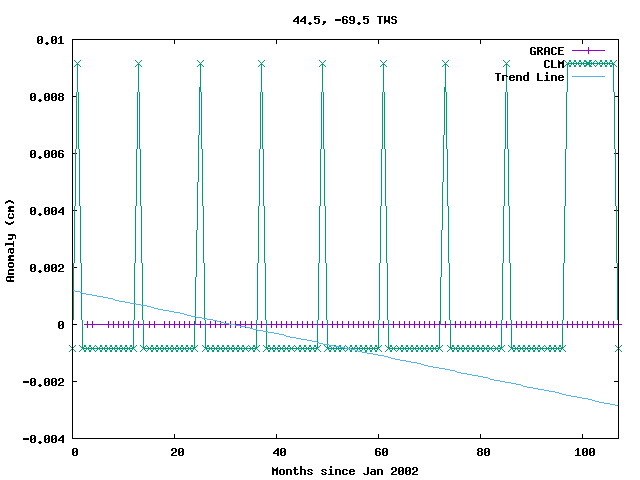 44.5, -69.5 TWS
GRACE
CLM
Trend Line
0.01
0.008
0.006
0.004
0.002
0
-0.002
-0.004
Anomaly (cm)
0 20 40 60 80 100
Months since Jan 2002